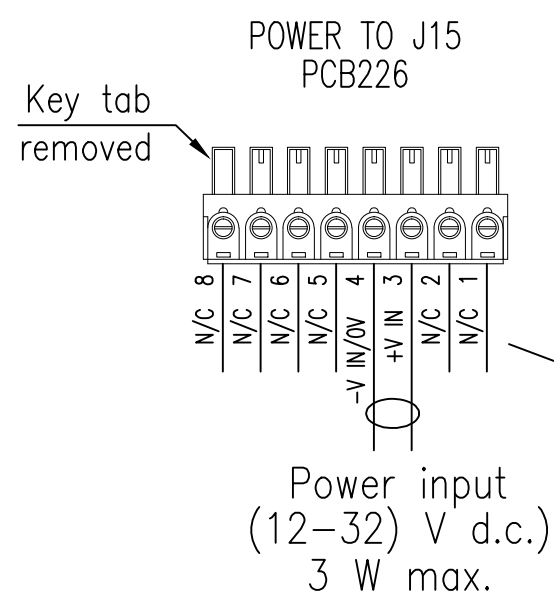 POWER TO J15
PCB226
Key tab
removed
N/C 8
N/C 7
N/C 6
N/C 5
-V IN/0V 4
+V IN 3
N/C 2
N/C 1
Power input
(12-32) V d.c.)
3 W max.